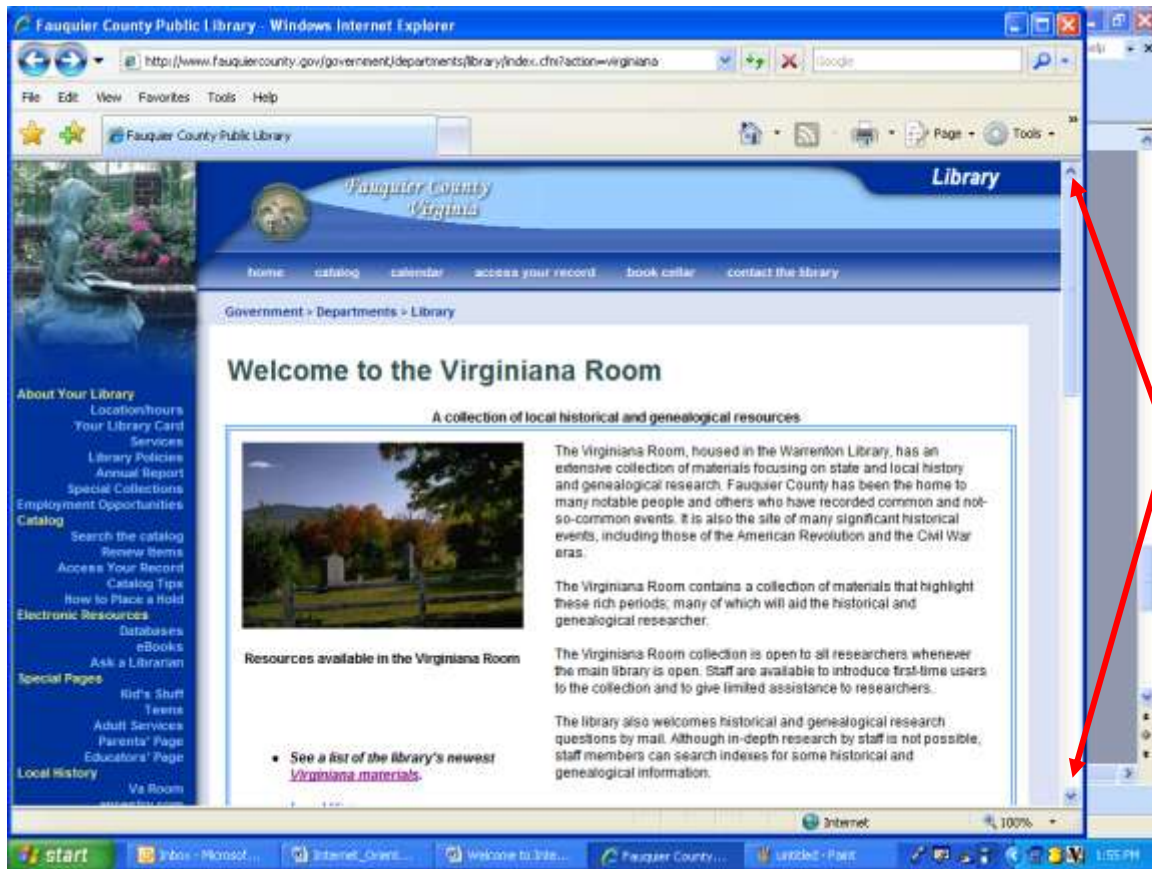 Fauquier County Public Library - Windows Internet Explorer
http://www.fauquiercounty.gov/government/departments/library/index.cfm?action=virginiana
Google
File Edit View Favorites Tools Help
Fauquier County Public Library
Page Tools
Fauquier County
Virginia
Library
home catalog calendar access your record book cellar contact the library
Government > Departments > Library
Welcome to the Virginiana Room
A collection of local historical and genealogical resources
About Your Library
Location/hours
Your Library Card
Services
Library Policies
Annual Report
Special Collections
Employment Opportunities
Catalog
Search the catalog
Renew Items
Access Your Record
Catalog Tips
How to Place a Hold
Electronic Resources
Databases
eBooks
Ask a Librarian
Special Pages
Kid's Stuff
Teens
Adult Services
Parents' Page
Educators' Page
Local History
Va Room
ancestry.com
Resources available in the Virginiana Room
• See a list of the library's newest
Virginiana materials.
The Virginiana Room, housed in the Warrenton Library, has an
extensive collection of materials focusing on state and local history
and genealogical research. Fauquier County has been the home to
many notable people and others who have recorded common and not-
so-common events. It is also the site of many significant historical
events, including those of the American Revolution and the Civil War
eras.
The Virginiana Room contains a collection of materials that highlight
these rich periods; many of which will aid the historical and
genealogical researcher.
The Virginiana Room collection is open to all researchers whenever
the main library is open. Staff are available to introduce first-time users
to the collection and to give limited assistance to researchers.
The library also welcomes historical and genealogical research
questions by mail. Although in-depth research by staff is not possible,
staff members can search indexes for some historical and
genealogical information.
Internet 100%
start Inbox - Microsof... Internet_Orient... Welcome to Inte... Fauquier County... untitled - Paint 1:55 PM